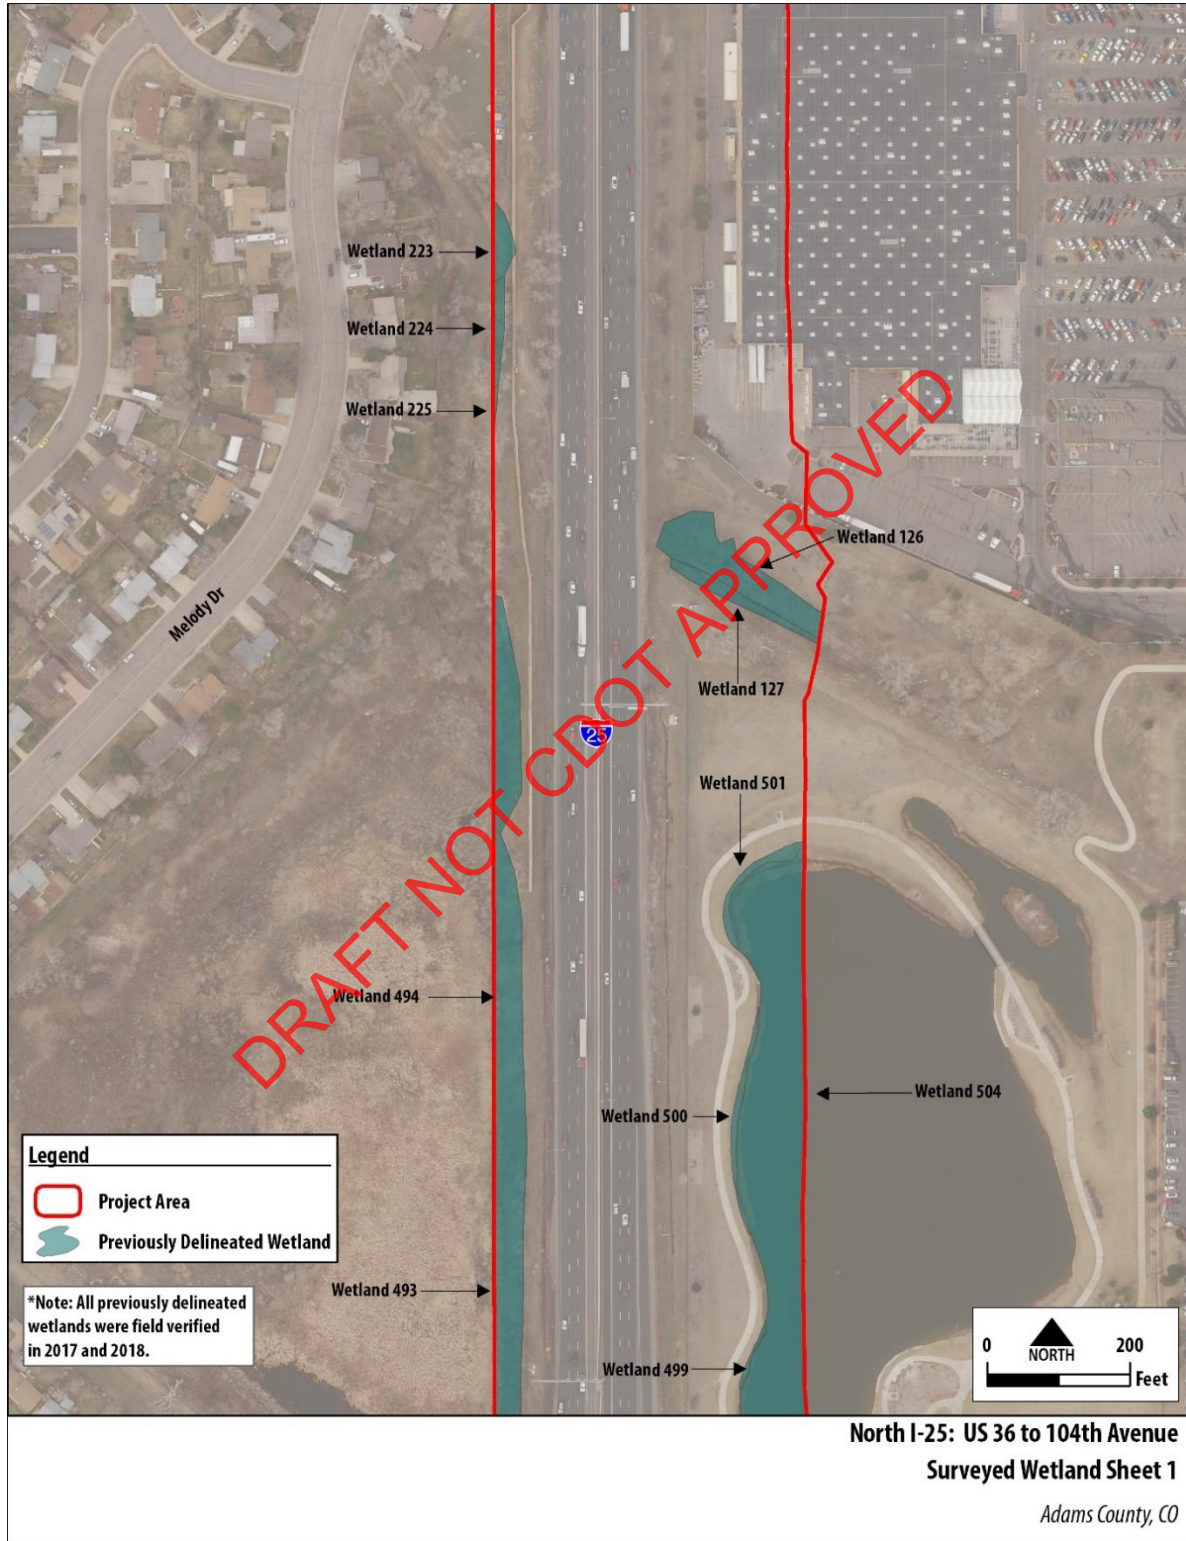 Wetland 223
Wetland 224
Wetland 225
Wetland 126
Melody Dr
Wetland 127
25
Wetland 501
DRAFT NOT CDOT APPROVED
Wetland 494
Wetland 504
Wetland 500
Legend
Project Area
Previously Delineated Wetland
Wetland 493
*Note: All previously delineated
wetlands were field verified
in 2017 and 2018.
0 200
NORTH
Feet
Wetland 499
North I-25: US 36 to 104th Avenue
Surveyed Wetland Sheet 1
Adams County, CO